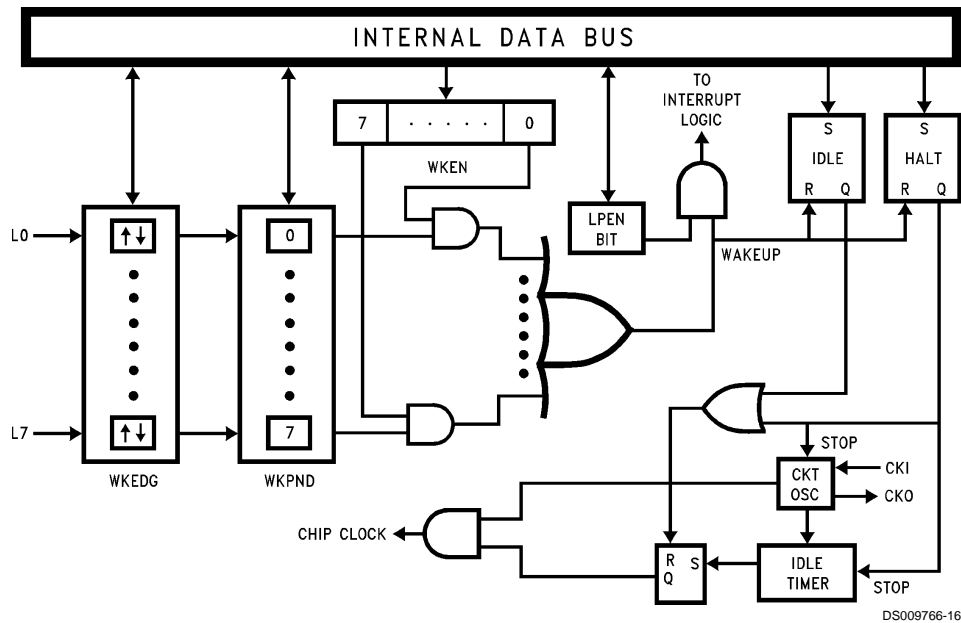 INTERNAL DATA BUS
TO
INTERRUPT
LOGIC
7 . . . . . 0
WKEN
S
IDLE
R Q
S
HALT
R Q
LPEN
BIT
WAKEUP
L0
↑↓
0
L7
↑↓
7
WKEDG
WKPND
STOP
CKT
OSC
CKI
CKO
CHIP CLOCK
R S
Q
IDLE
TIMER
STOP
DS009766-16